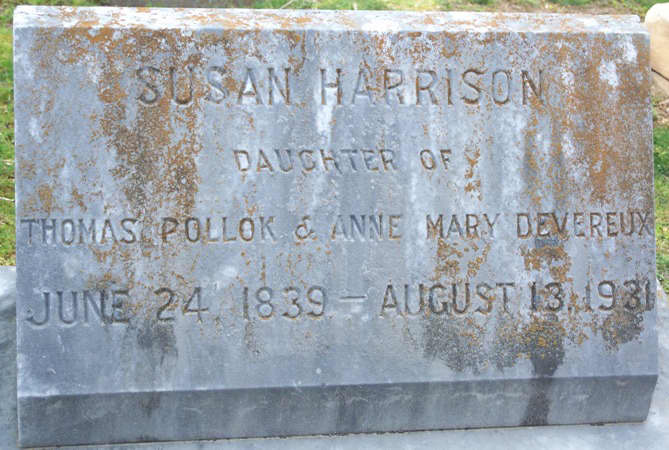 SUSAN HARRISON
DAUGHTER OF
THOMAS POLLOK & ANNE MARY DEVEREUX
JUNE 24, 1839 – AUGUST 13, 1931